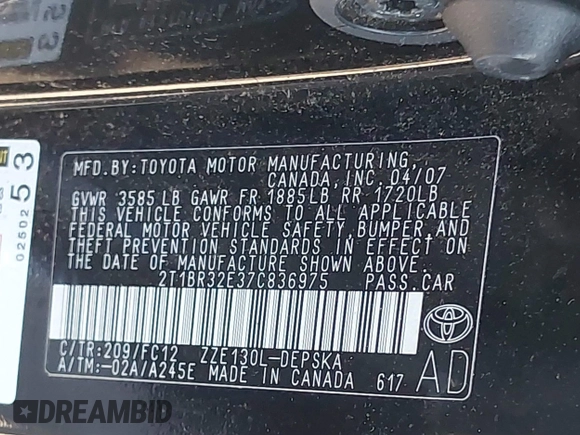 MFD.BY:TOYOTA MOTOR MANUFACTURING,
CANADA,INC. 04/07
GVWR 3585 LB GAWR FR 1885LB RR 1720LB
THIS VEHICLE CONFORMS TO ALL APPLICABLE
FEDERAL MOTOR VEHICLE SAFETY,BUMPER,AND
THEFT PREVENTION STANDARDS IN EFFECT ON
THE DATE OF MANUFACTURE SHOWN ABOVE.
2T1BR32E37C836975 PASS.CAR
C/TR:209/FC12 ZZE130L-DEPSKA
A/TM:-02A/A245E MADE IN CANADA 617
AD
0250253
DREAMBID